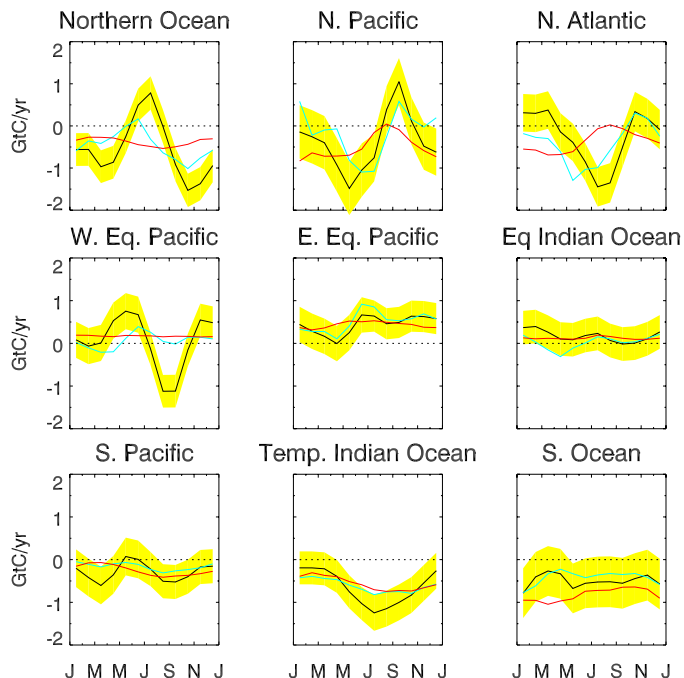 Northern Ocean
N. Pacific
N. Atlantic
GtC/yr
2
1
0
-1
-2
W. Eq. Pacific
E. Eq. Pacific
Eq Indian Ocean
GtC/yr
2
1
0
-1
-2
S. Pacific
Temp. Indian Ocean
S. Ocean
GtC/yr
2
1
0
-1
-2
J M M J S N J
J M M J S N J
J M M J S N J